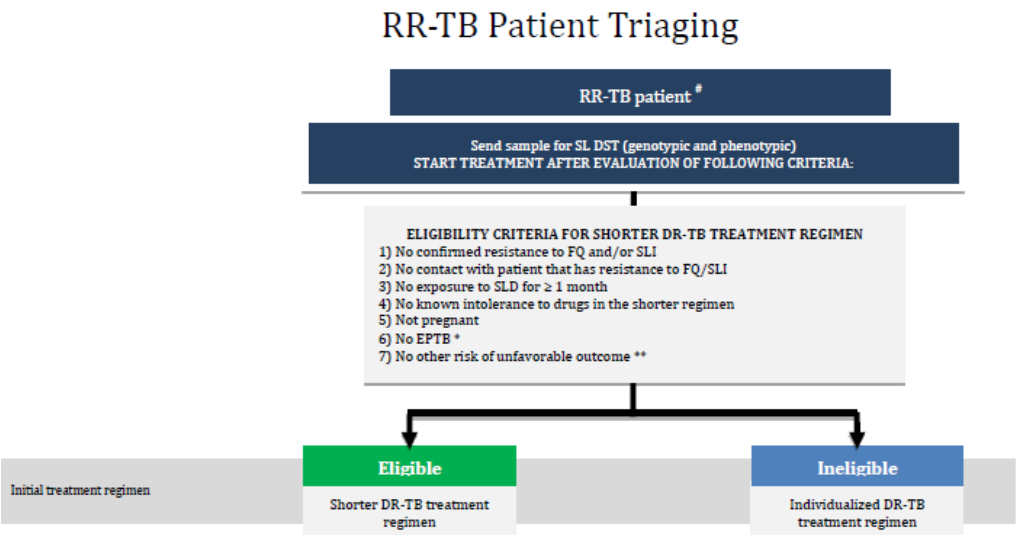 RR-TB Patient Triaging
RR-TB patient #
Send sample for SL DST (genotypic and phenotypic)
START TREATMENT AFTER EVALUATION OF FOLLOWING CRITERIA:
ELIGIBILITY CRITERIA FOR SHORTER DR-TB TREATMENT REGIMEN
1) No confirmed resistance to FQ and/or SLI
2) No contact with patient that has resistance to FQ/SLI
3) No exposure to SLD for ≥ 1 month
4) No known intolerance to drugs in the shorter regimen
5) Not pregnant
6) No EPTB *
7) No other risk of unfavorable outcome **
Eligible
Ineligible
Initial treatment regimen
Shorter DR-TB treatment
regimen
Individualized DR-TB
treatment regimen